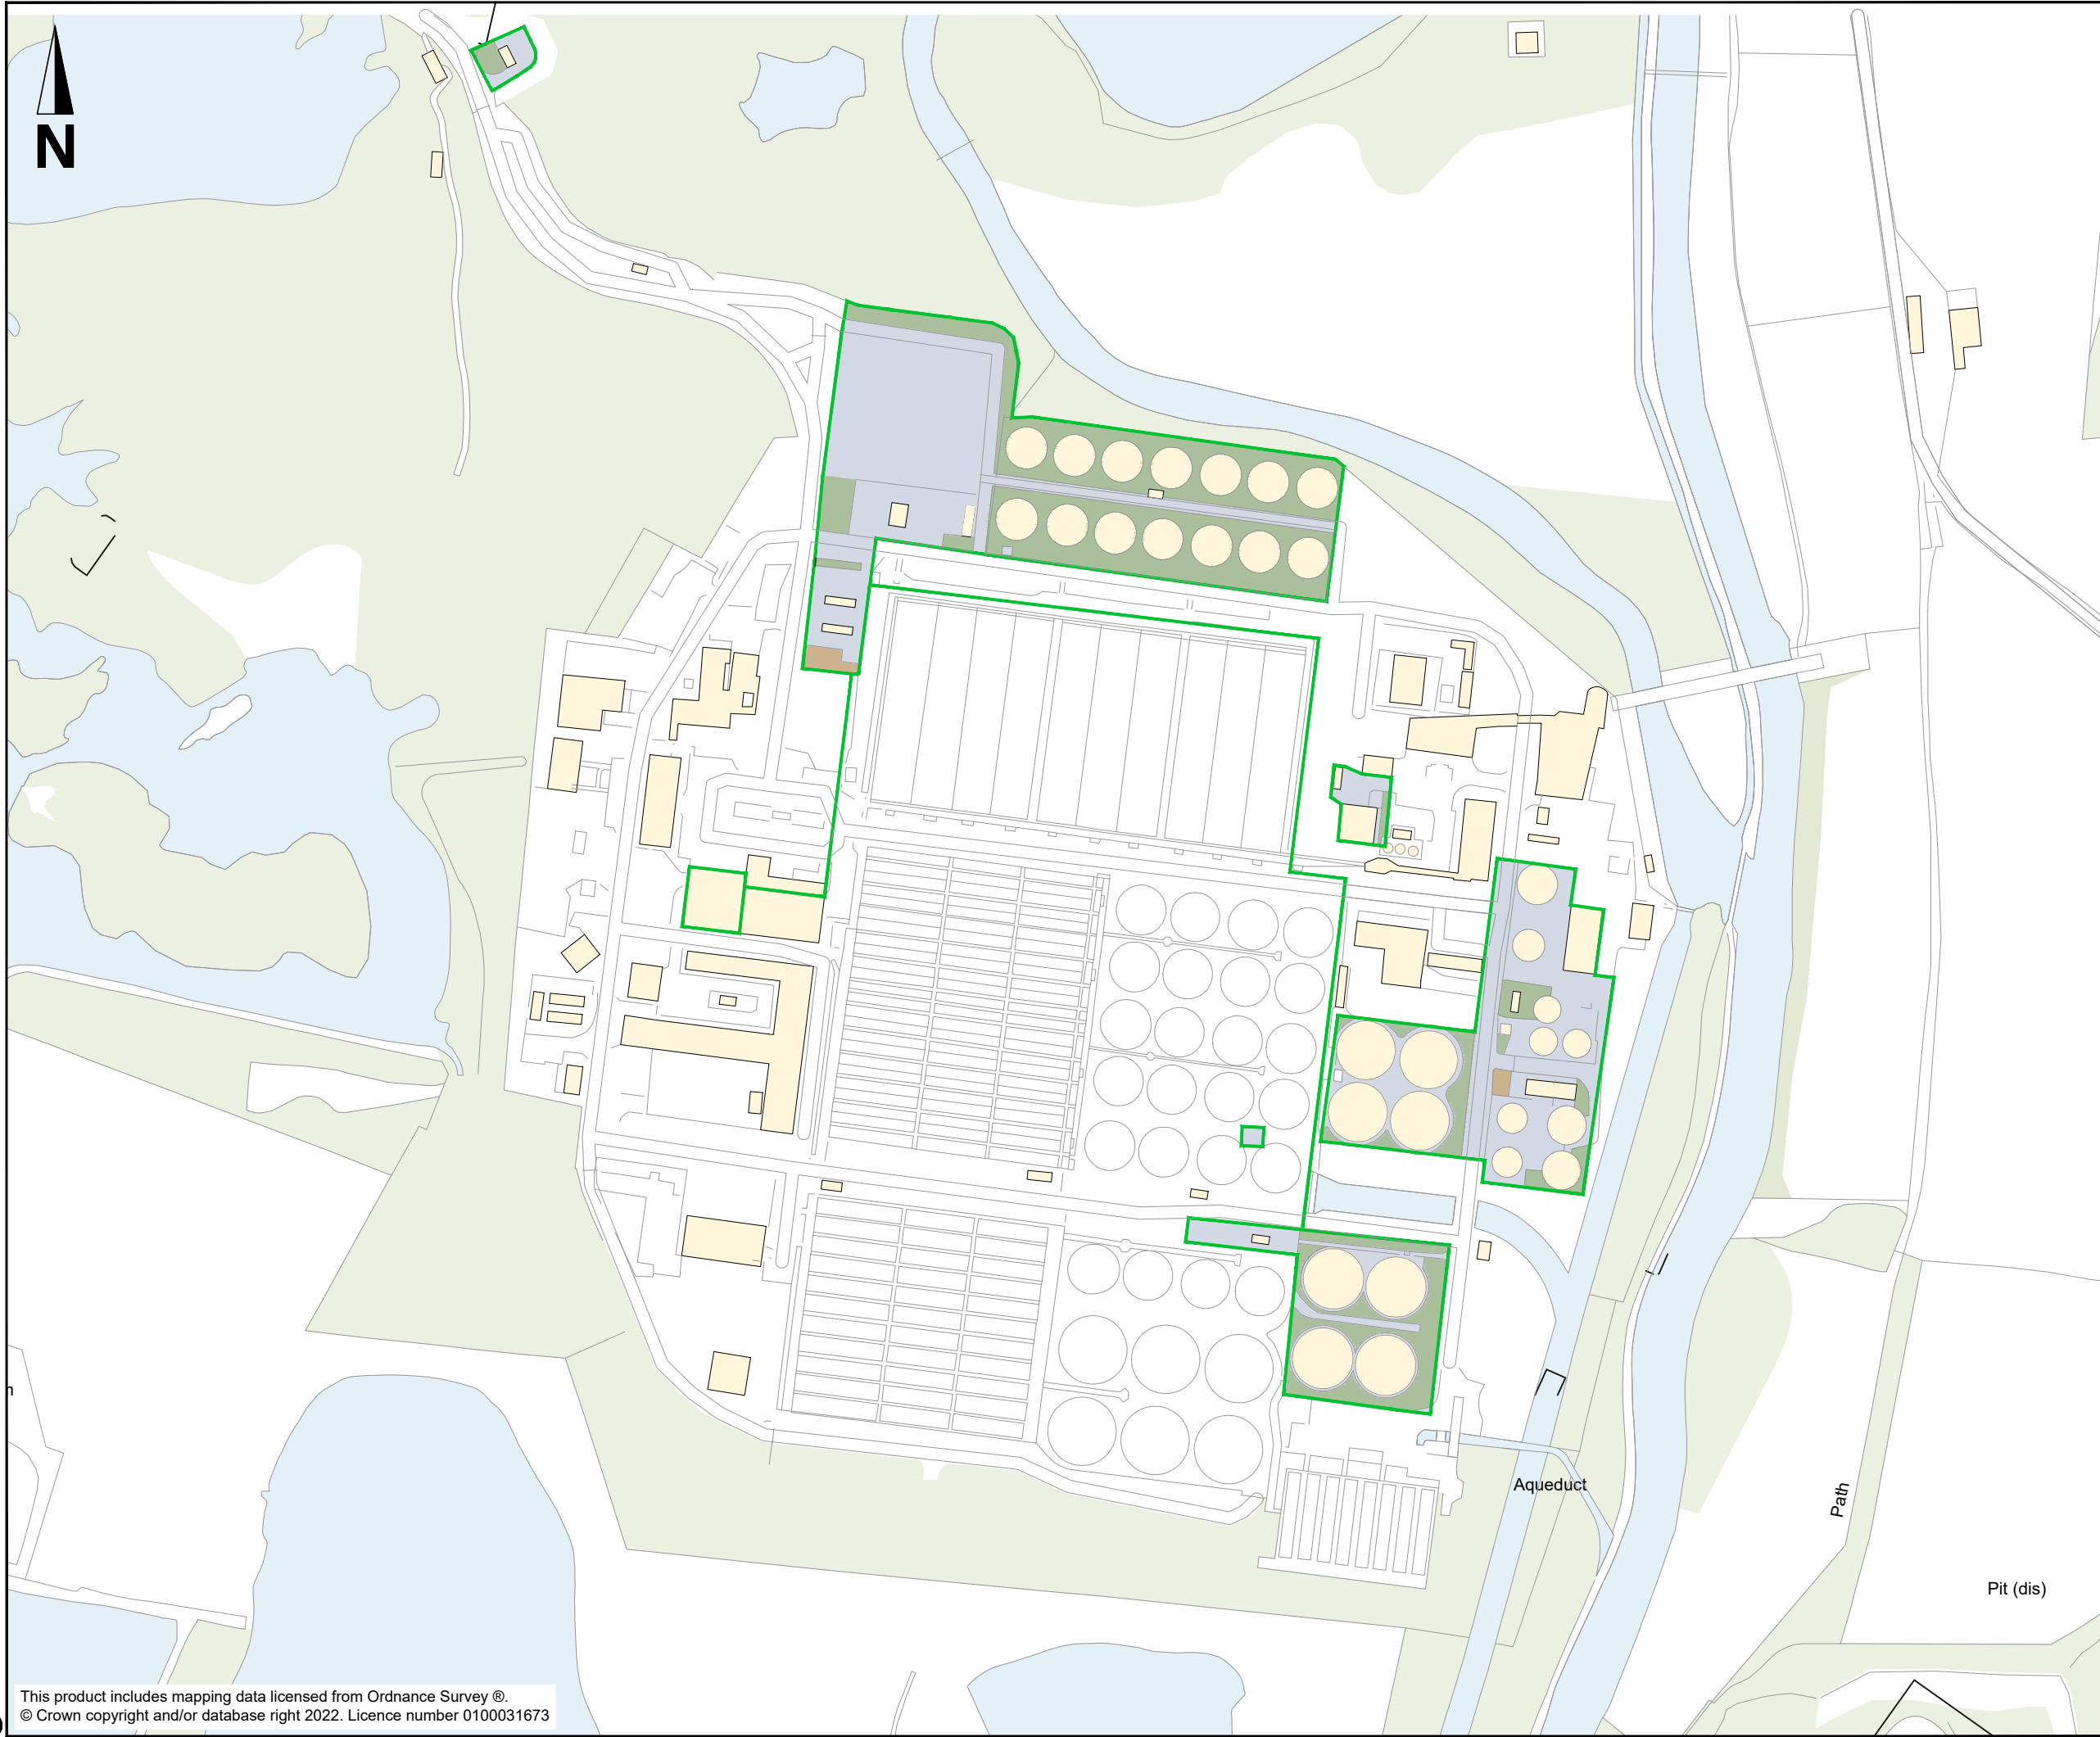 N
Aqueduct
Path
Pit (dis)
This product includes mapping data licensed from Ordnance Survey ®.
© Crown copyright and/or database right 2022. Licence number 0100031673